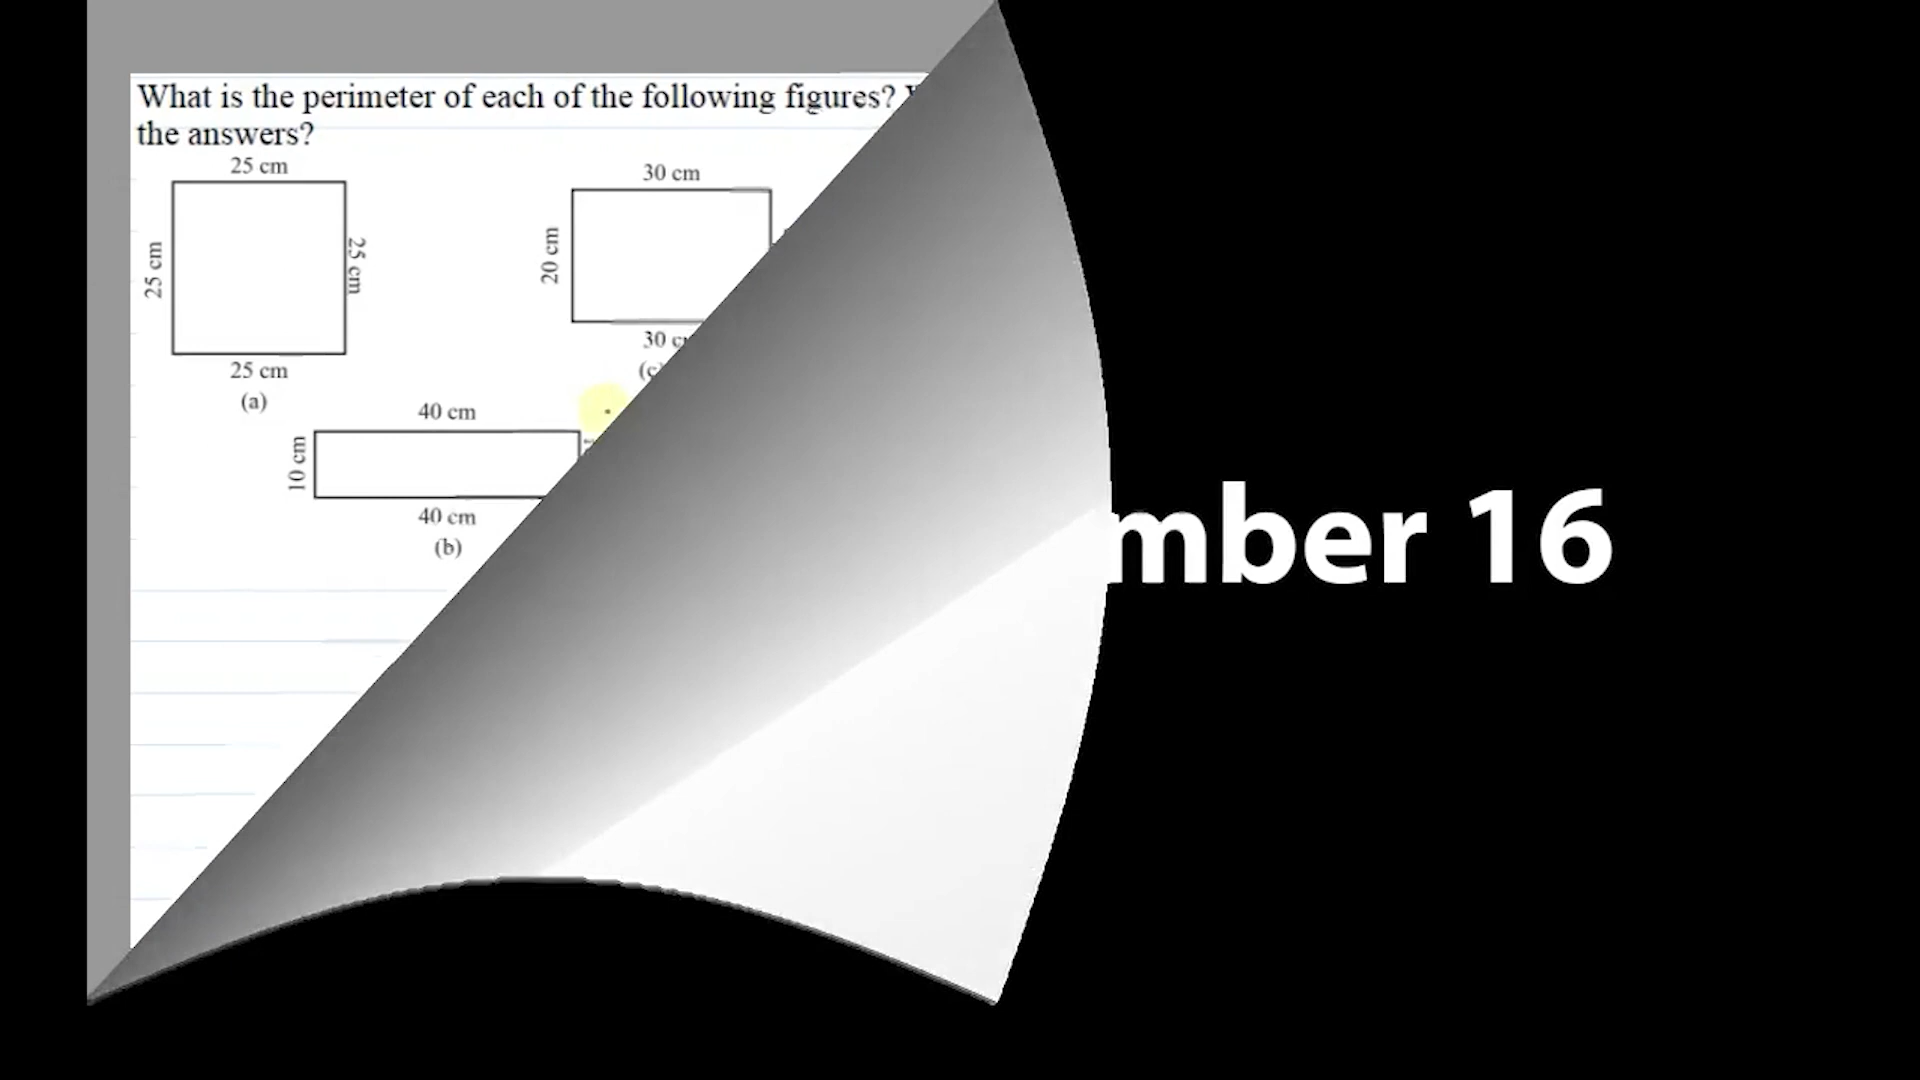 What is the perimeter of each of the following figures?
the answers?
25 cm
25 cm
25 cm
25 cm
(a)
30 cm
20 cm
30
40 cm
10 cm
40 cm
(b)
16